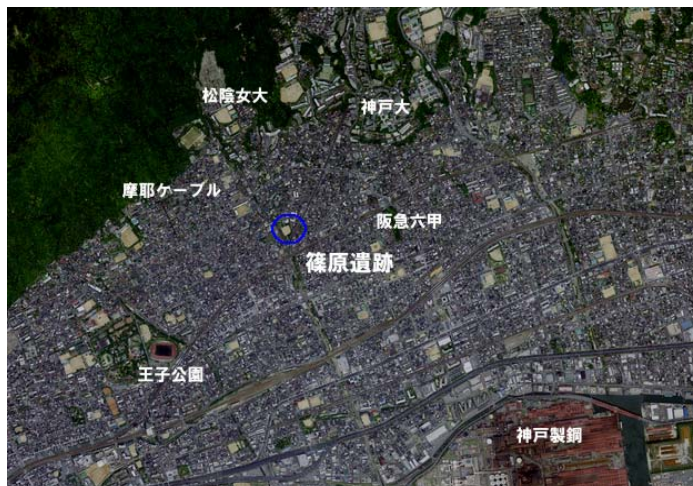 松陰女大
神戸大
摩耶ケーブル
阪急六甲
篠原遺跡
王子公園
神戸製鋼